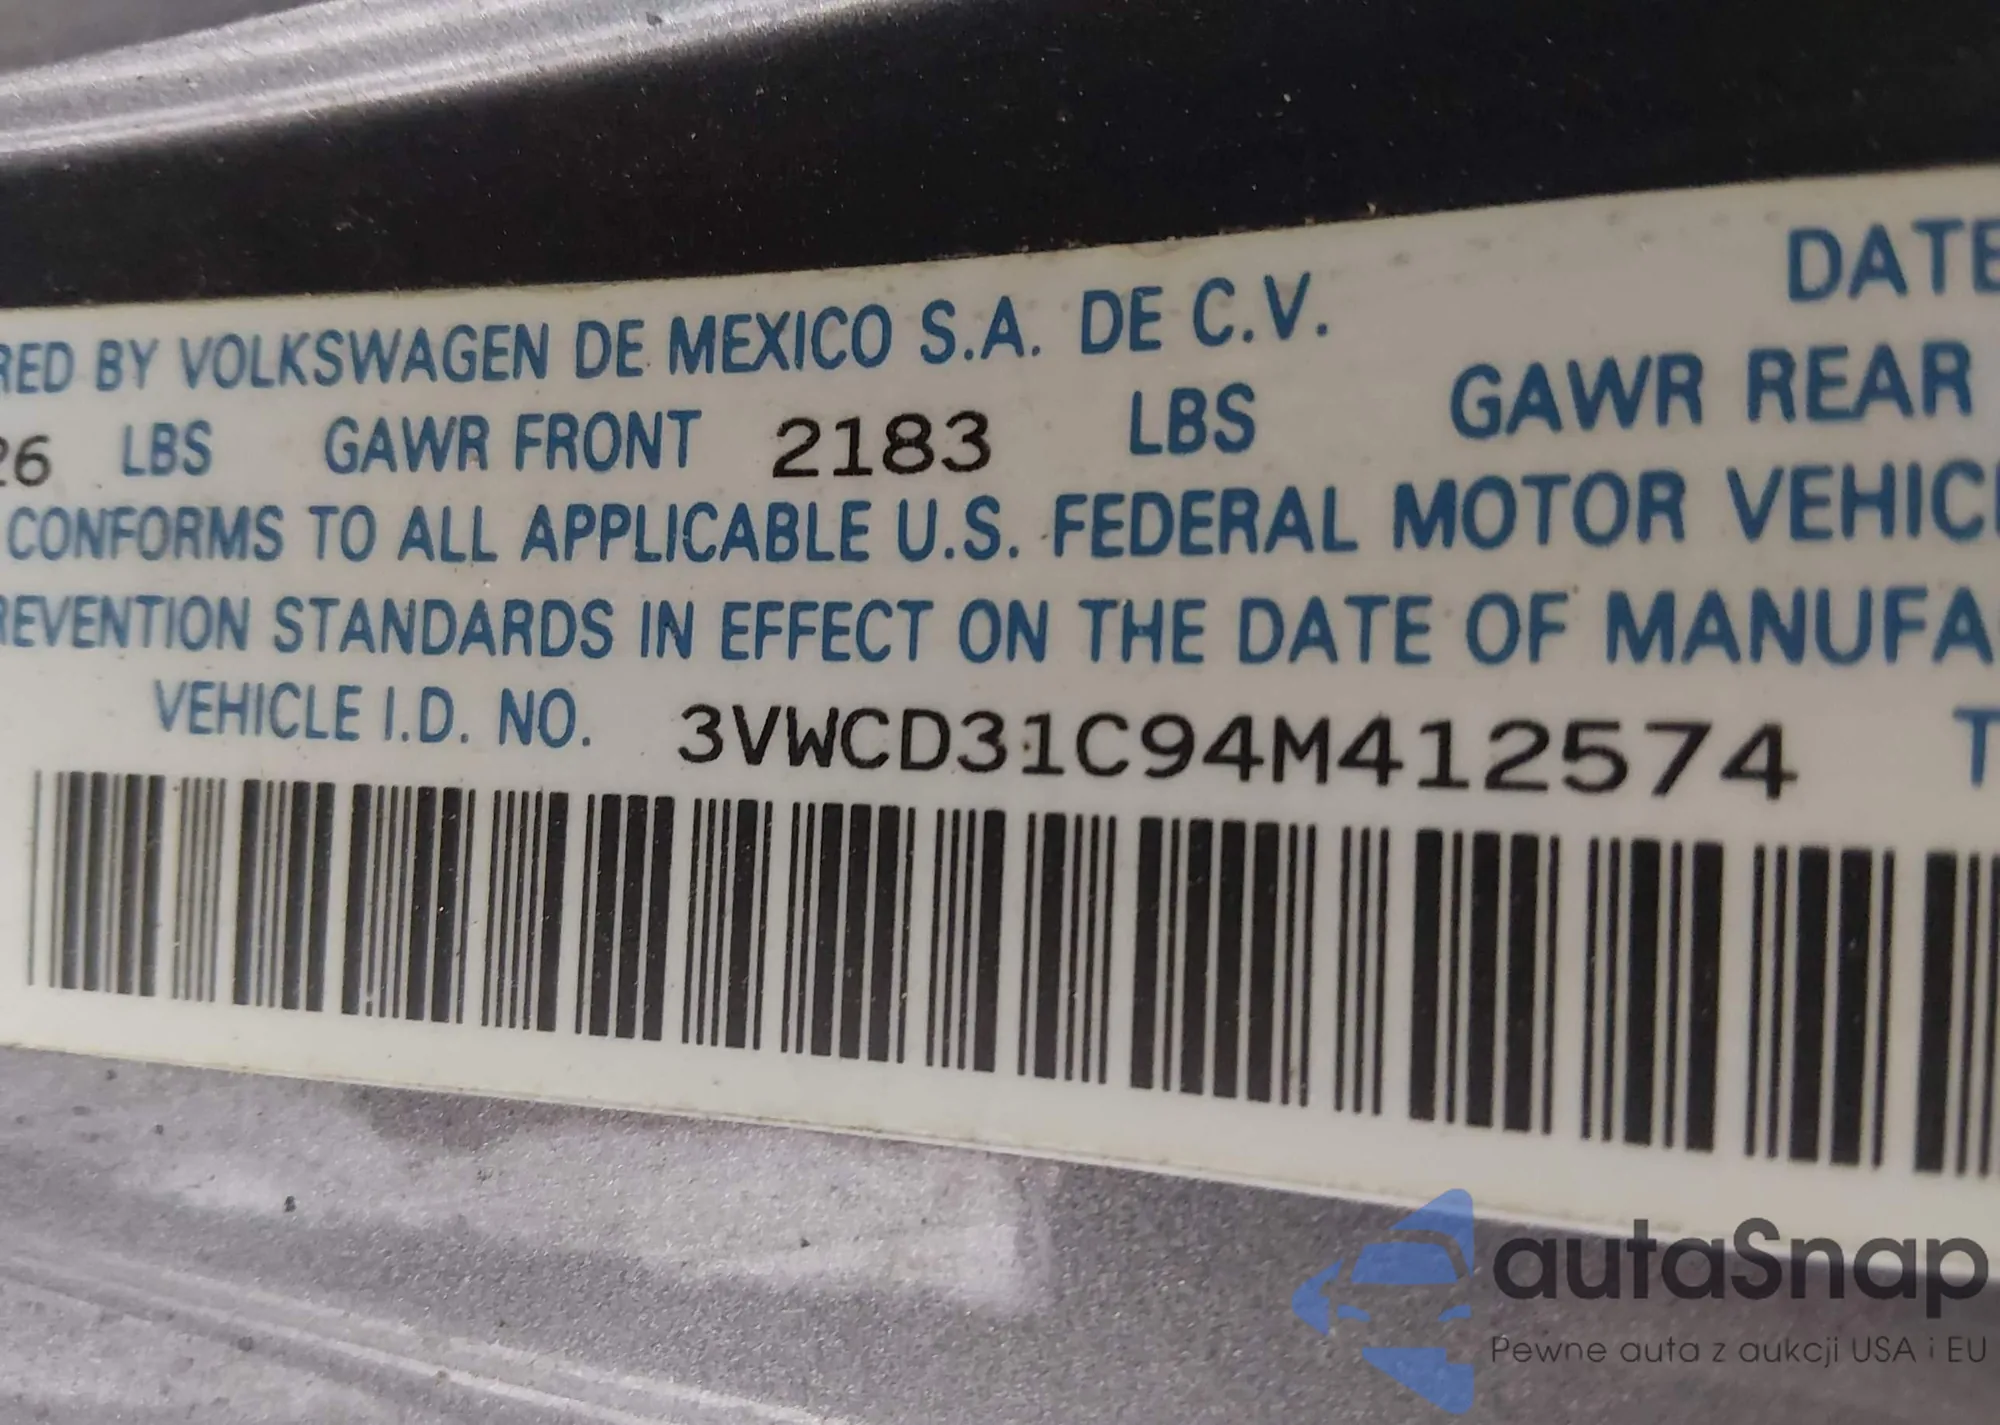 RED BY VOLKSWAGEN DE MEXICO S.A. DE C.V. DATE
26 LBS GAWR FRONT 2183 LBS GAWR REAR
CONFORMS TO ALL APPLICABLE U.S. FEDERAL MOTOR VEHIC
REVENTION STANDARDS IN EFFECT ON THE DATE OF MANUFA
VEHICLE I.D. NO. 3VWCD31C94M412574 T
autaSnap
Pewne auta z aukcji USA i EU